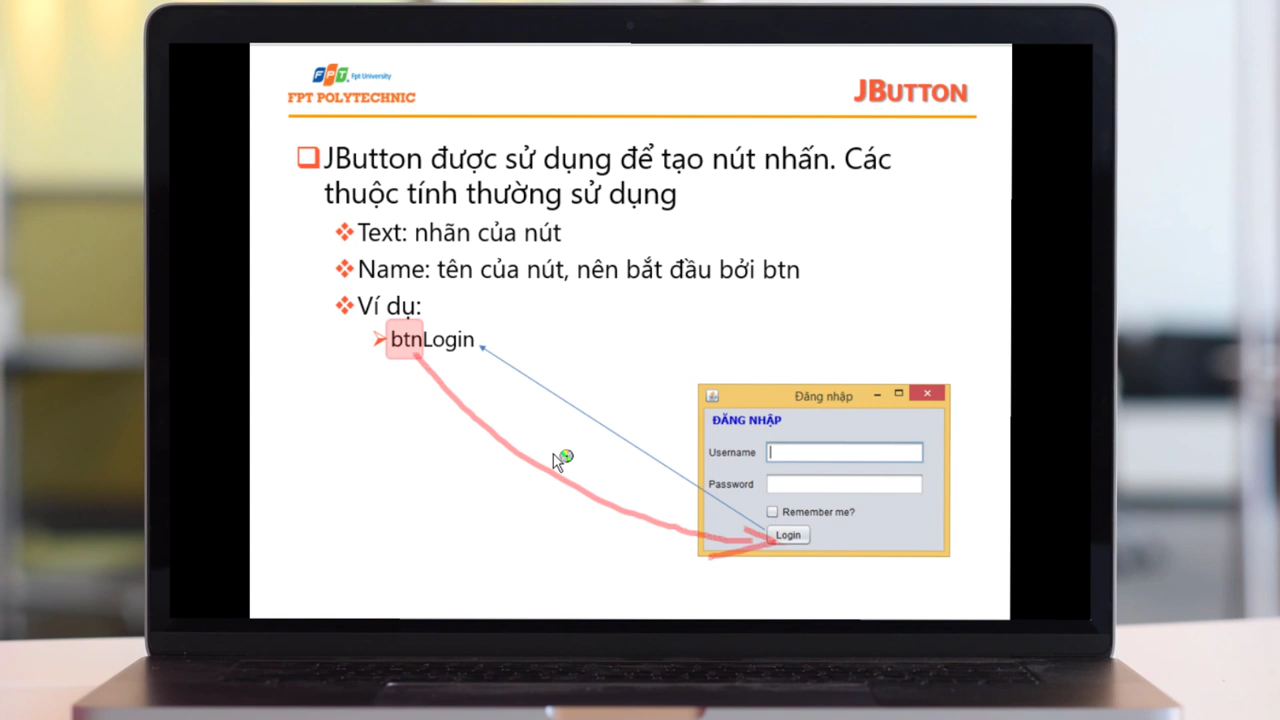 FPT. Fpt University
FPT POLYTECHNIC
JBUTTON
JButton được sử dụng để tạo nút nhấn. Các
thuộc tính thường sử dụng
Text: nhãn của nút
Name: tên của nút, nên bắt đầu bởi btn
Ví dụ:
btnLogin
Đăng nhập
ĐĂNG NHẬP
Username
Password
Remember me?
Login